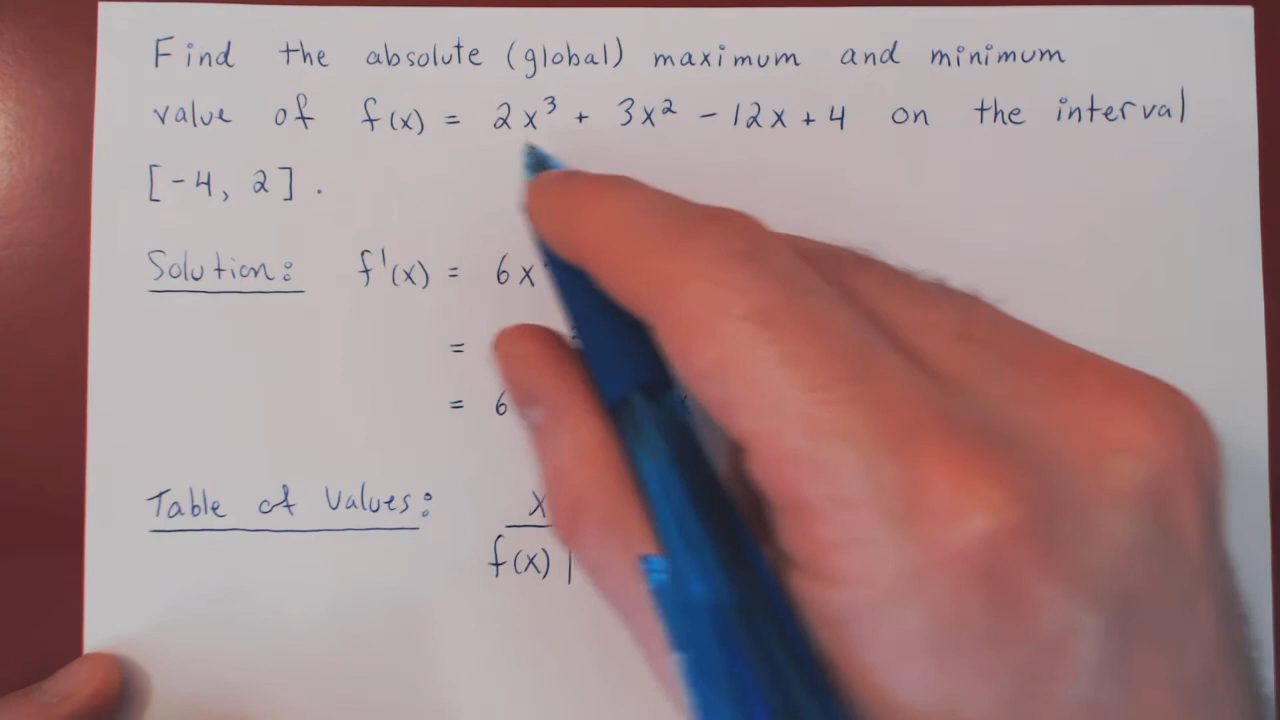 Find the absolute (global) maximum and minimum
value of f(x) = 2x³ + 3x² - 12x + 4 on the interval
[-4, 2].
Solution: f'(x) = 6x
=
= 6
Table of Values: x
f(x)